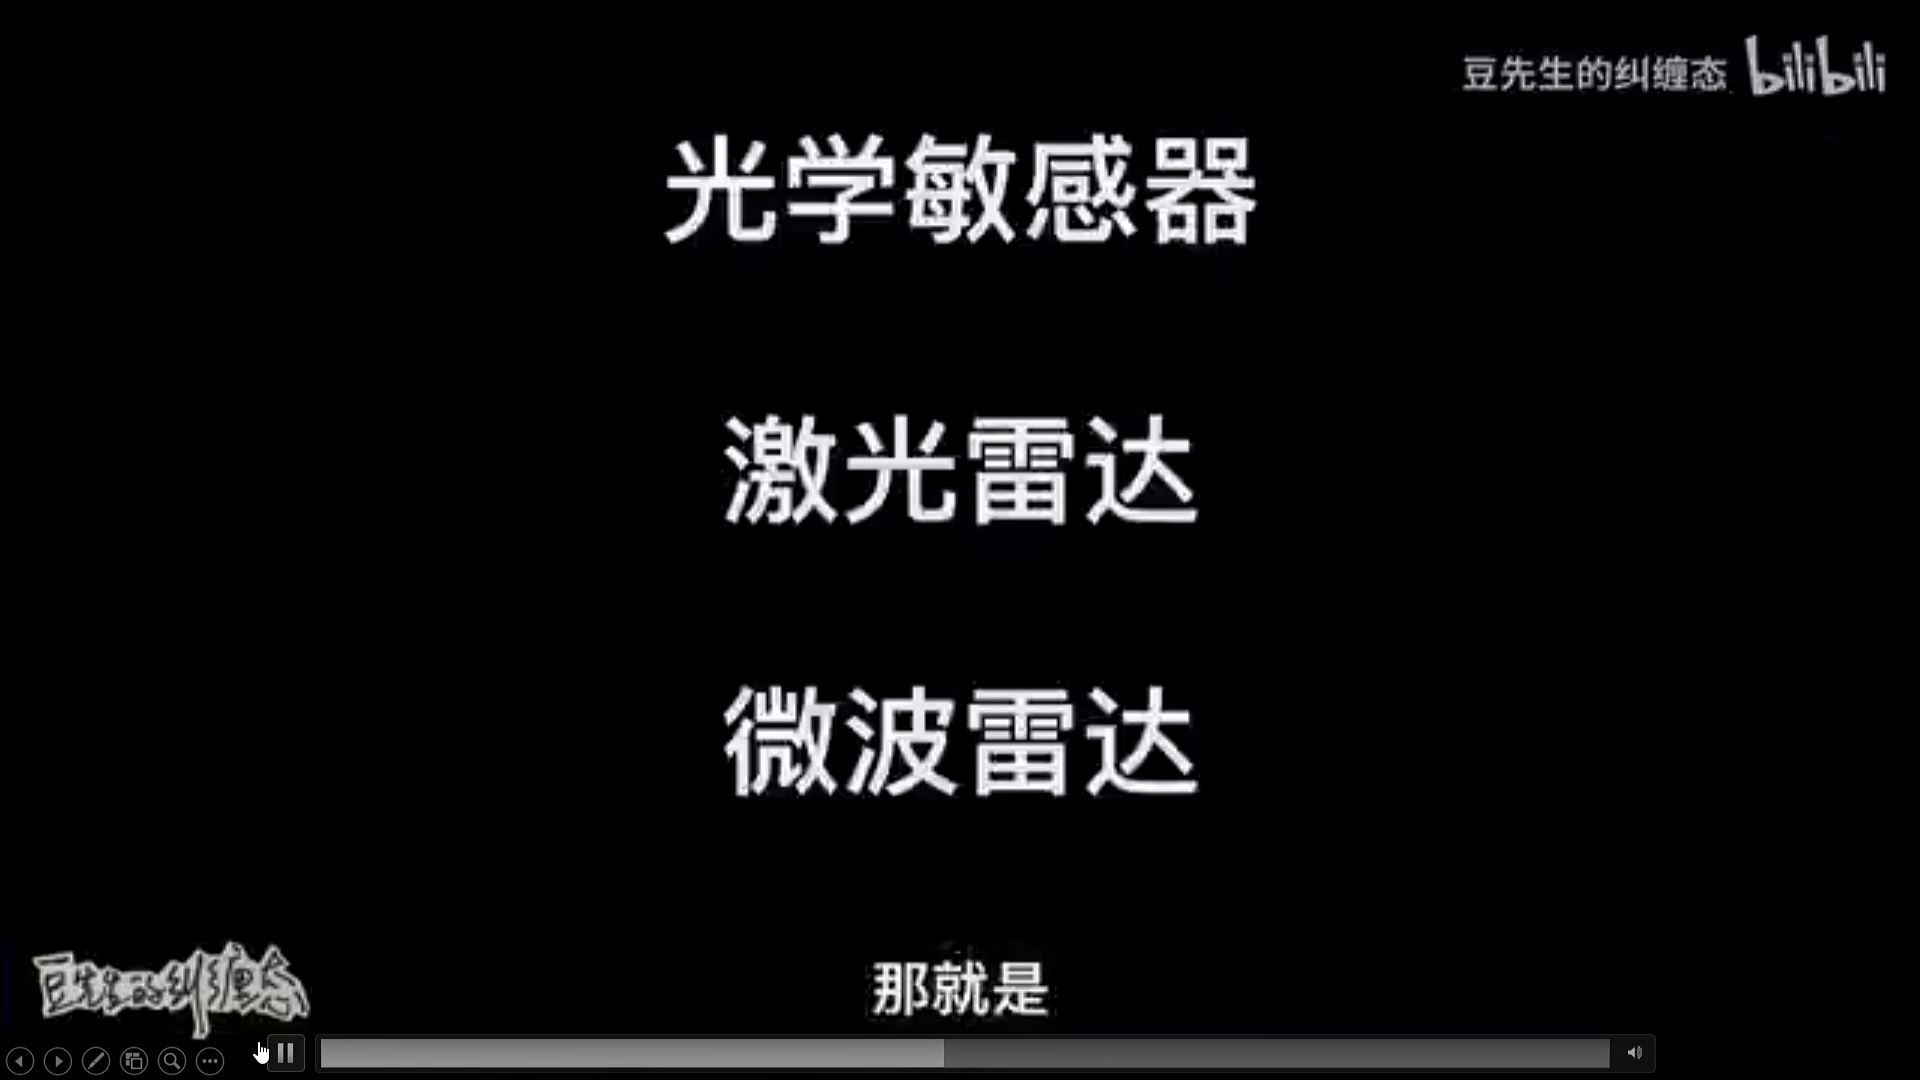 豆先生的纠缠态 bilibili
光学敏感器
激光雷达
微波雷达
豆先生的纠缠态
那就是